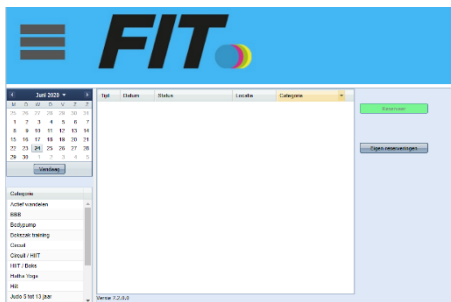 FIT
Juni 2020
Tijd Datum Status Locatie Categorie
M D W D V Z Z
25 26 27 28 29 30 31
1 2 3 4 5 6 7
8 9 10 11 12 13 14
15 16 17 18 19 20 21
22 23 24 25 26 27 28
29 30 1 2 3 4 5
Vandaag
Reserveer
Eigen reserveringen
Categorie
Actief wandelen
BBB
Bodypump
Bokszak training
Circuit
Circuit / HIIT
HIIT / Boks
Hatha Yoga
Hiit
Judo 5 tot 13 jaar
Versie 7.2.0.0